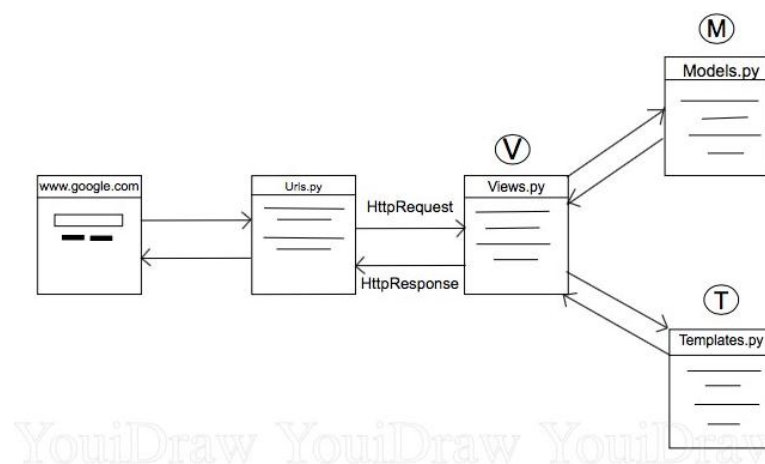 M
Models.py
V
www.google.com
Urls.py
HttpRequest
Views.py
HttpResponse
T
Templates.py
YouiDraw YouiDraw YouiDraw